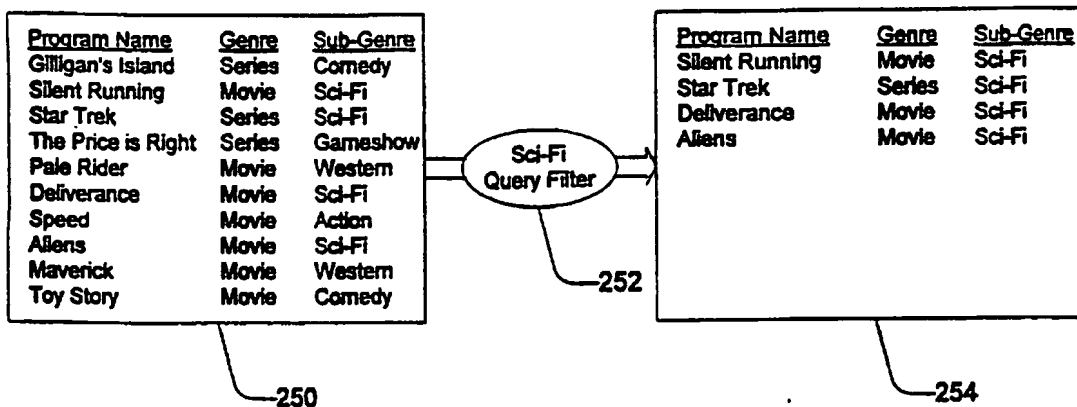 Program Name Genre Sub-Genre
Gilligan's Island Series Comedy
Silent Running Movie Sci-Fi
Star Trek Series Sci-Fi
The Price is Right Series Gameshow
Pale Rider Movie Western
Deliverance Movie Sci-Fi
Speed Movie Action
Aliens Movie Sci-Fi
Maverick Movie Western
Toy Story Movie Comedy
250
Sci-Fi
Query Filter
252
Program Name Genre Sub-Genre
Silent Running Movie Sci-Fi
Star Trek Series Sci-Fi
Deliverance Movie Sci-Fi
Aliens Movie Sci-Fi
254